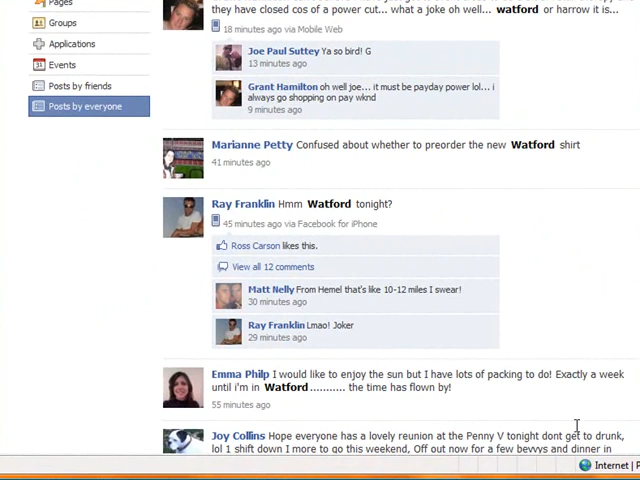 Pages
Groups
Applications
Events
Posts by friends
Posts by everyone
they have closed cos of a power cut... what a joke oh well... watford or harrow it is...
18 minutes ago via Mobile Web
Joe Paul Suttey Ya so bird! G
13 minutes ago
Grant Hamilton oh well joe... it must be payday power lol... i
always go shopping on pay wknd
9 minutes ago
Marianne Petty Confused about whether to preorder the new Watford shirt
41 minutes ago
Ray Franklin Hmm Watford tonight?
45 minutes ago via Facebook for iPhone
Ross Carson likes this.
View all 12 comments
Matt Nelly From Hemel that's like 10-12 miles I swear!
30 minutes ago
Ray Franklin Lmao! Joker
29 minutes ago
Emma Philp I would like to enjoy the sun but I have lots of packing to do! Exactly a week
until i'm in Watford........... the time has flown by!
55 minutes ago
Joy Collins Hope everyone has a lovely reunion at the Penny V tonight dont get to drunk,
lol 1 shift down I more to go this weekend, Off out now for a few bevvys and dinner in
Internet | P